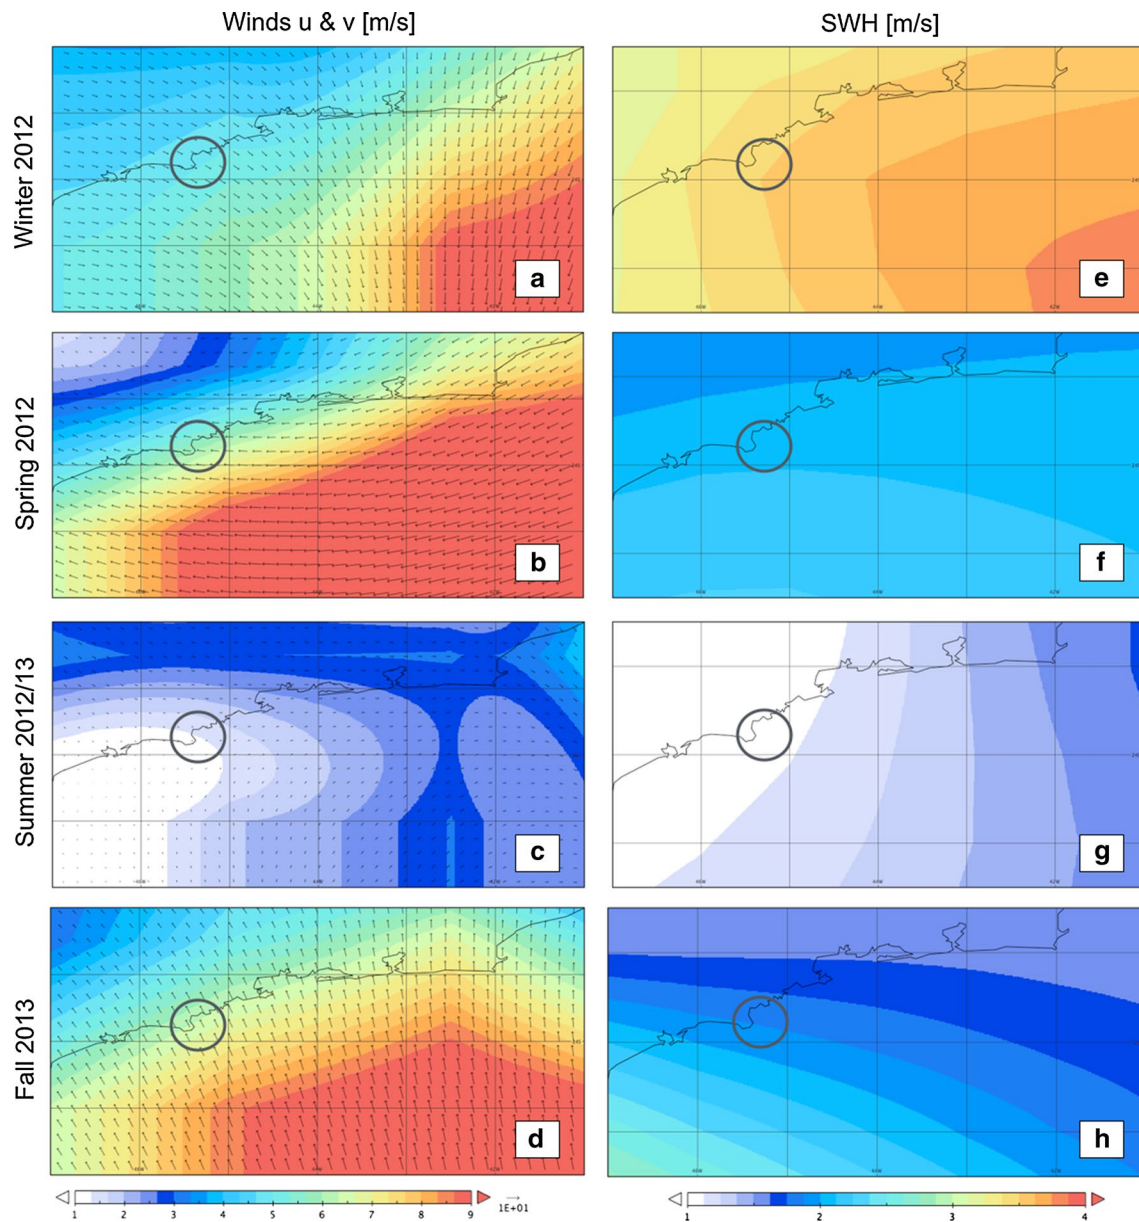 Winds u & v [m/s]
SWH [m/s]
Winter 2012
a
e
Spring 2012
b
f
Summer 2012/13
c
g
Fall 2013
d
h
1 2 3 4 5 6 7 8 9
1E+01
1 2 3 4